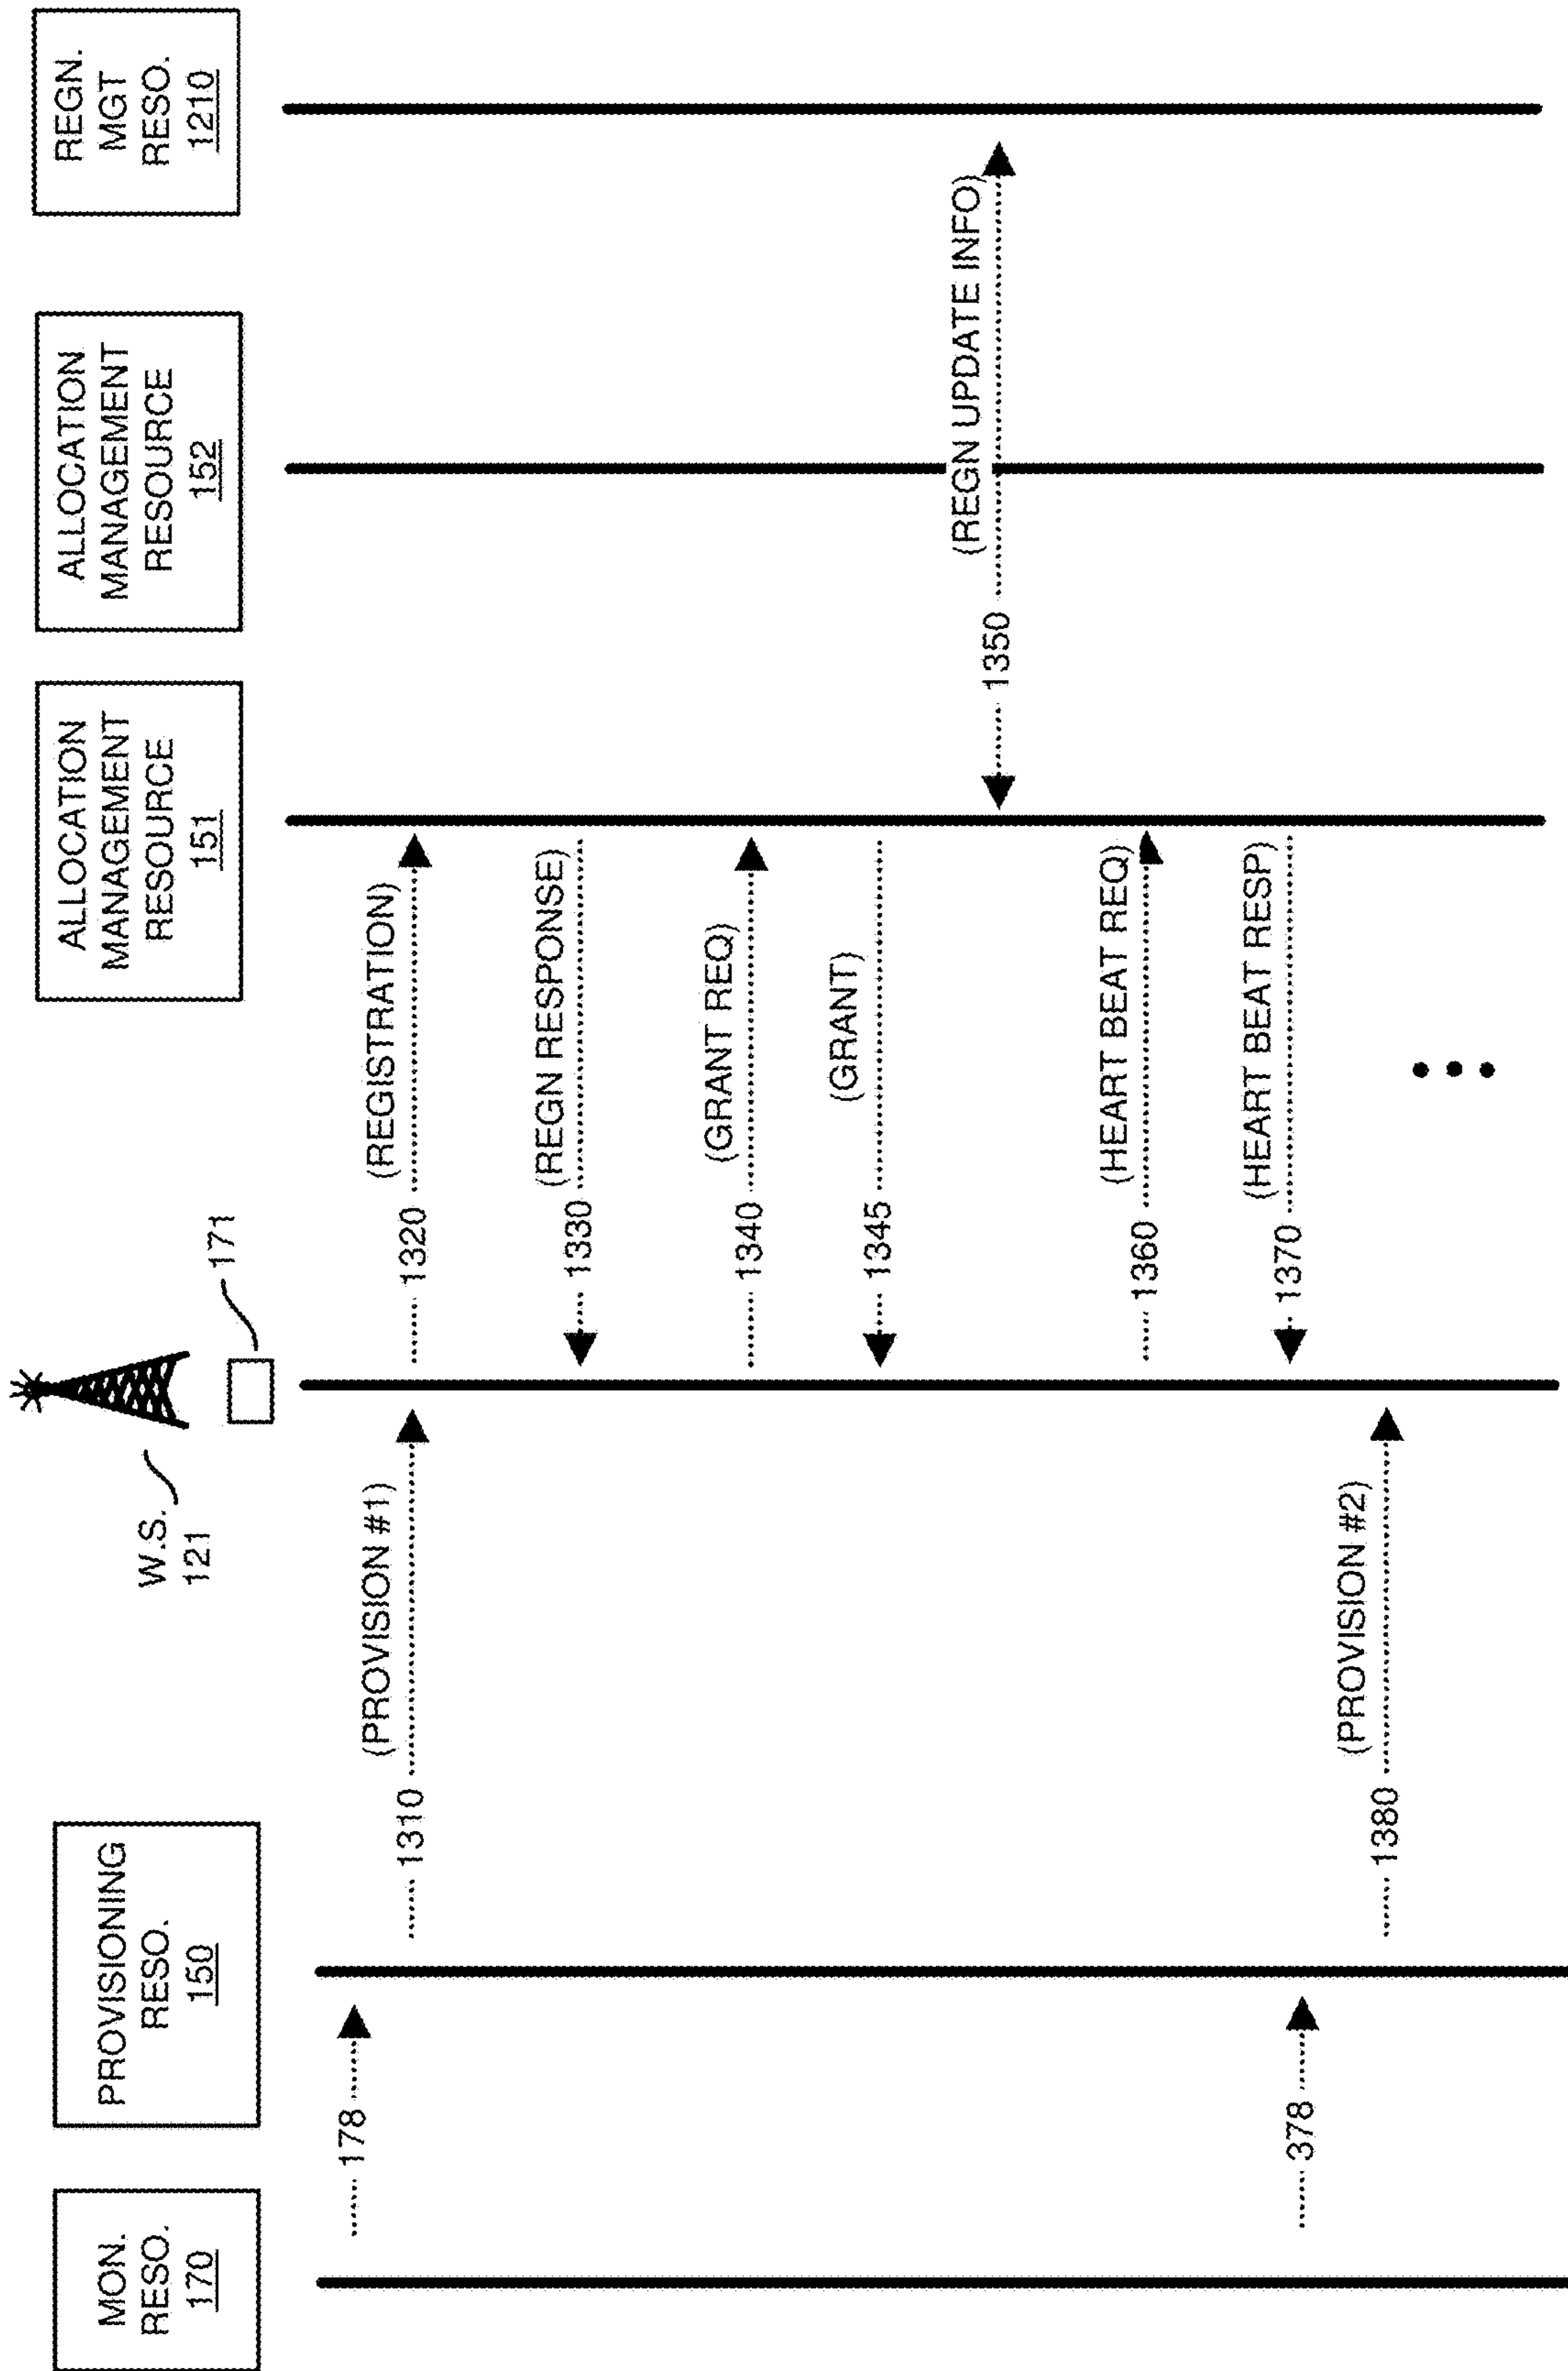 MON.
RESO.
170
PROVISIONING
RESO.
150
W.S.
121
171
ALLOCATION
MANAGEMENT
RESOURCE
151
ALLOCATION
MANAGEMENT
RESOURCE
152
REGN.
MGT
RESO.
1210
178
(PROVISION #1)
1310
(REGISTRATION)
1320
(REGN RESPONSE)
1330
(GRANT REQ)
1340
(GRANT)
1345
(REGN UPDATE INFO)
1350
(HEART BEAT REQ)
1360
(HEART BEAT RESP)
1370
378
(PROVISION #2)
1380